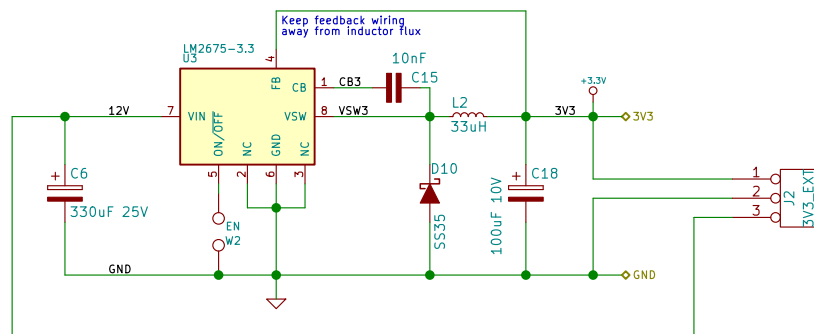 Keep feedback wiring
away from inductor flux
LM2675-3.3
U3
4
FB
10nF
C15
CB
1
CB3
+3.3V
12V
7
VIN
VSW
8
VSW3
L2
33uH
3V3
3V3
ON/OFF
NC
GND
NC
5
2
6
3
+
C6
330uF 25V
EN
W2
D10
SS35
+
C18
100uF 10V
1
2
3
J2
3V3_EXT
GND
GND